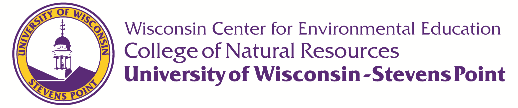 UNIVERSITY OF WISCONSIN
STEVENS POINT
Wisconsin Center for Environmental Education
College of Natural Resources
University of Wisconsin - Stevens Point